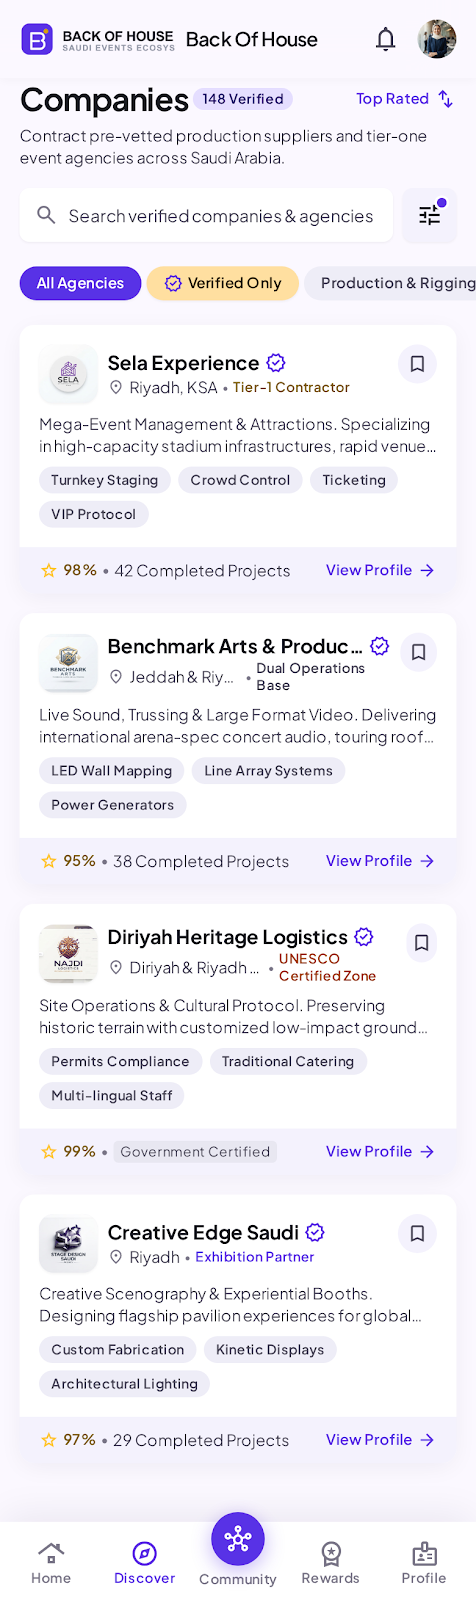 B BACK OF HOUSE
SAUDI EVENTS ECOSYS
Back Of House
Companies 148 Verified Top Rated
Contract pre-vetted production suppliers and tier-one
event agencies across Saudi Arabia.
Search verified companies & agencies
All Agencies Verified Only Production & Rigging
SELA
Sela Experience
Riyadh, KSA • Tier-1 Contractor
Mega-Event Management & Attractions. Specializing
in high-capacity stadium infrastructures, rapid venue...
Turnkey Staging Crowd Control Ticketing
VIP Protocol
98% • 42 Completed Projects View Profile
BENCHMARK
ARTS
Benchmark Arts & Produc...
Jeddah & Riy... • Dual Operations
Base
Live Sound, Trussing & Large Format Video. Delivering
international arena-spec concert audio, touring roof...
LED Wall Mapping Line Array Systems
Power Generators
95% • 38 Completed Projects View Profile
NAJDI
LOGISTICS
Diriyah Heritage Logistics
Diriyah & Riyadh ... • UNESCO
Certified Zone
Site Operations & Cultural Protocol. Preserving
historic terrain with customized low-impact ground...
Permits Compliance Traditional Catering
Multi-lingual Staff
99% • Government Certified View Profile
STAGE DESIGN
SAUDI
Creative Edge Saudi
Riyadh • Exhibition Partner
Creative Scenography & Experiential Booths.
Designing flagship pavilion experiences for global...
Custom Fabrication Kinetic Displays
Architectural Lighting
97% • 29 Completed Projects View Profile
Home Discover Community Rewards Profile